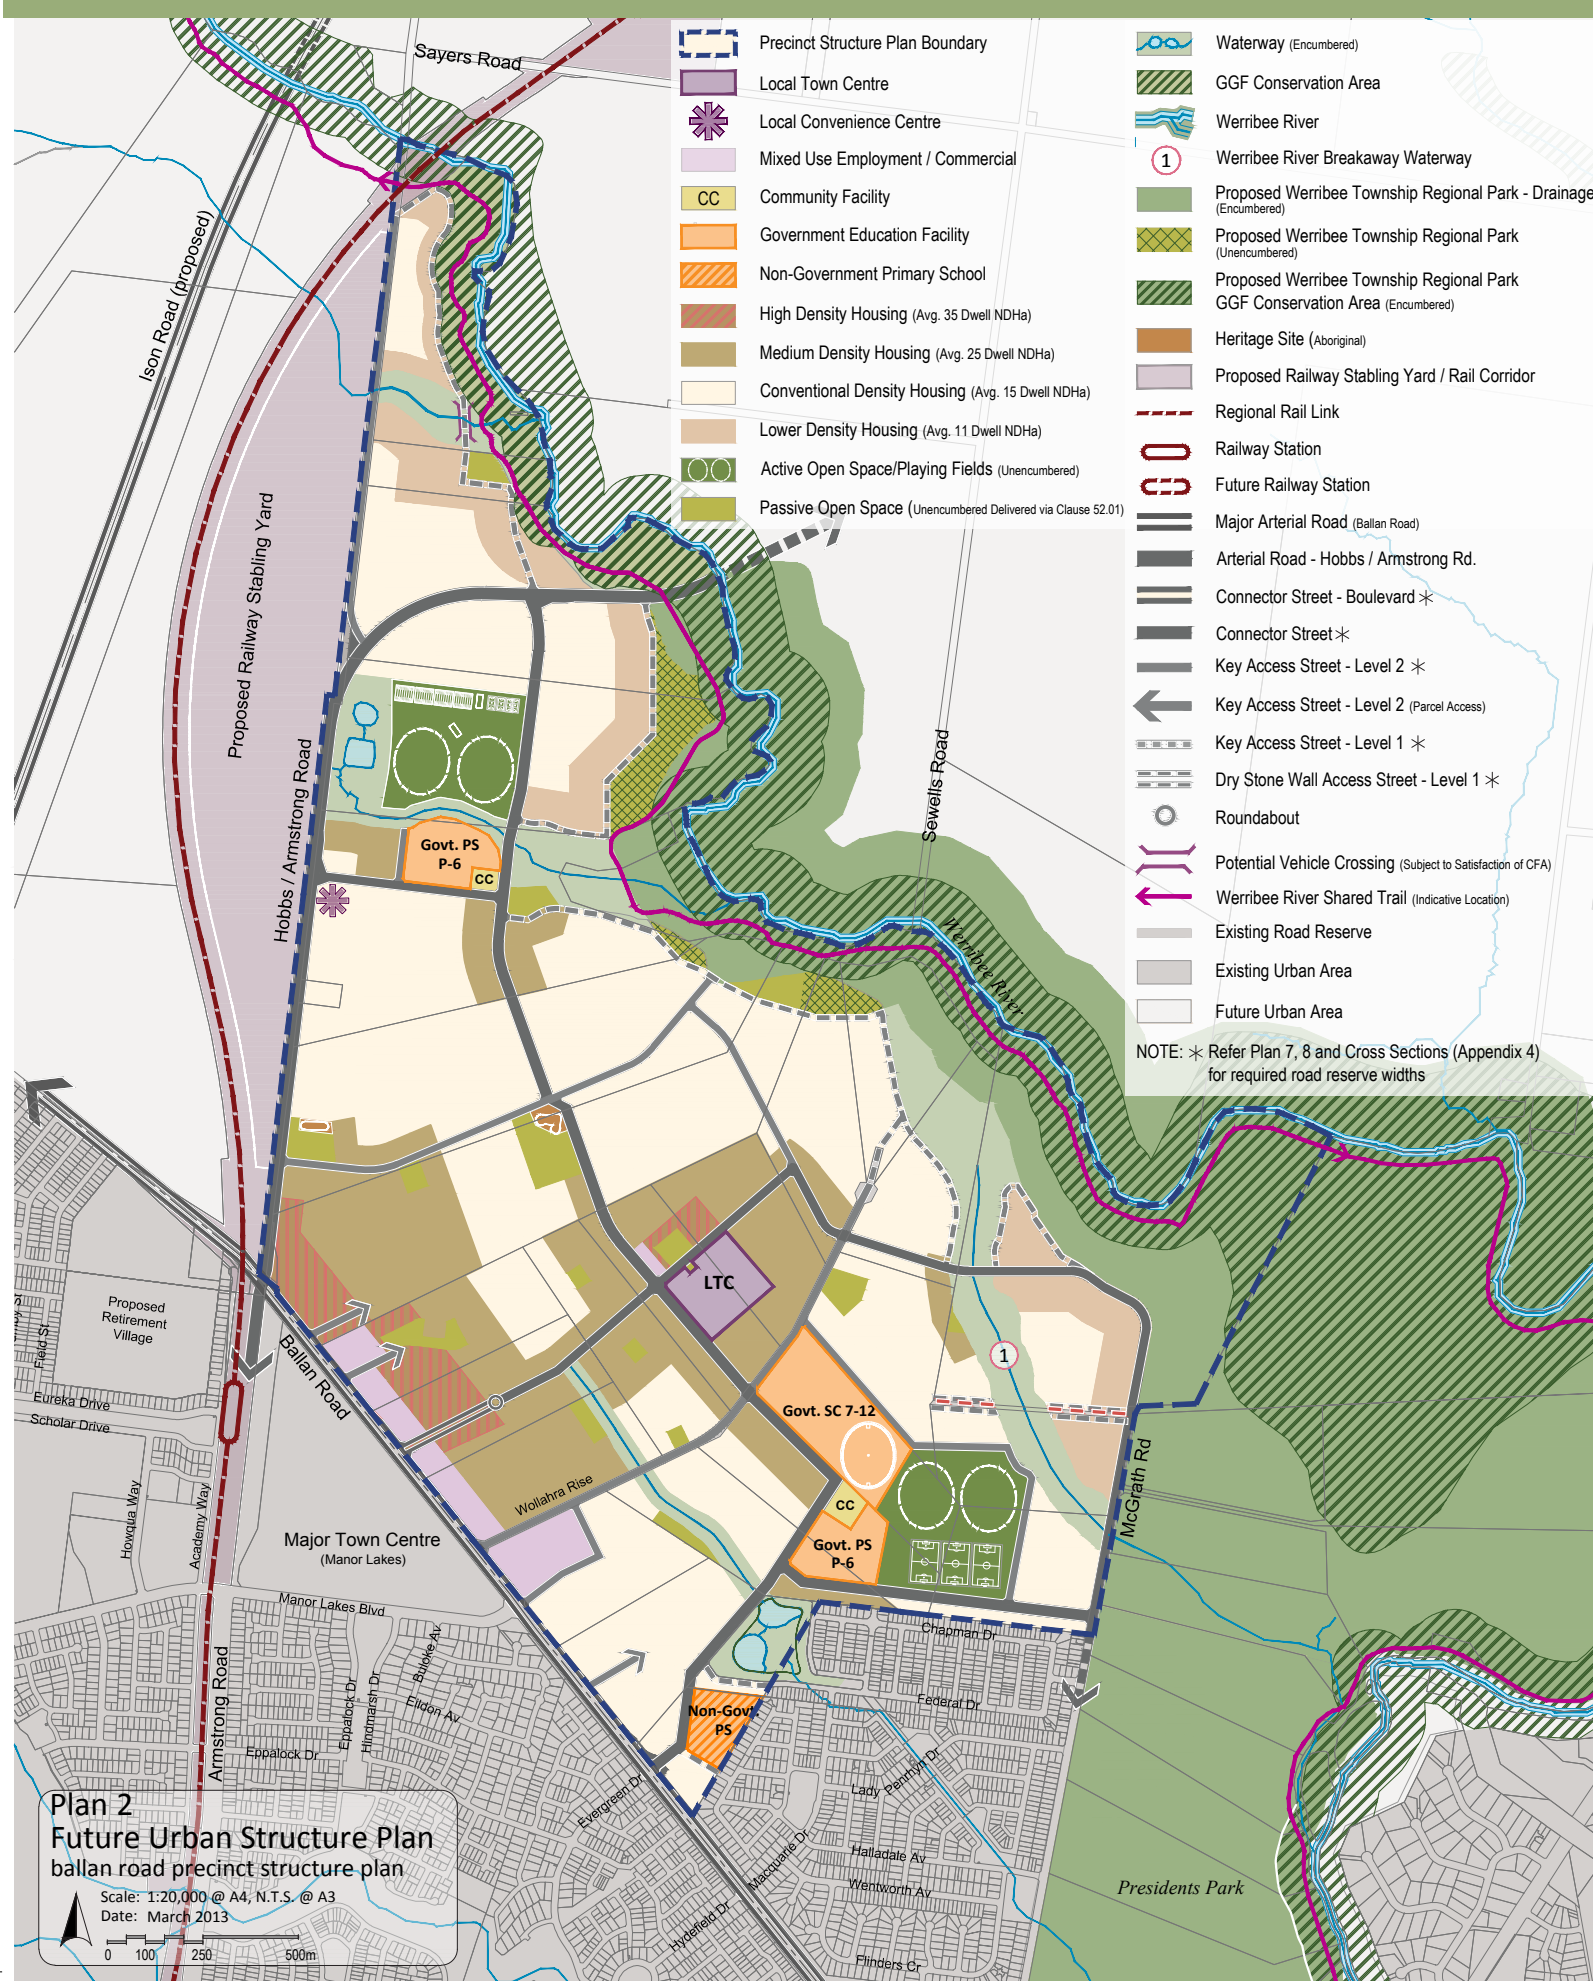 Sayers Road
Precinct Structure Plan Boundary
Local Town Centre
Local Convenience Centre
Mixed Use Employment / Commercial
CC
Community Facility
Government Education Facility
Non-Government Primary School
High Density Housing (Avg. 35 Dwell NDHa)
Medium Density Housing (Avg. 25 Dwell NDHa)
Conventional Density Housing (Avg. 15 Dwell NDHa)
Lower Density Housing (Avg. 11 Dwell NDHa)
Active Open Space/Playing Fields (Unencumbered)
Passive Open Space (Unencumbered Delivered via Clause 52.01)
Waterway (Encumbered)
GGF Conservation Area
Werribee River
1
Werribee River Breakaway Waterway
Proposed Werribee Township Regional Park - Drainage
(Encumbered)
Proposed Werribee Township Regional Park
(Unencumbered)
Proposed Werribee Township Regional Park
GGF Conservation Area (Encumbered)
Heritage Site (Aboriginal)
Proposed Railway Stabling Yard / Rail Corridor
Regional Rail Link
Railway Station
Future Railway Station
Major Arterial Road (Ballan Road)
Arterial Road - Hobbs / Armstrong Rd.
Connector Street - Boulevard ✳
Connector Street ✳
Key Access Street - Level 2 ✳
Key Access Street - Level 2 (Parcel Access)
Key Access Street - Level 1 ✳
Dry Stone Wall Access Street - Level 1 ✳
Roundabout
Potential Vehicle Crossing (Subject to Satisfaction of CFA)
Werribee River Shared Trail (Indicative Location)
Existing Road Reserve
Existing Urban Area
Future Urban Area
NOTE: ✳ Refer Plan 7, 8 and Cross Sections (Appendix 4)
for required road reserve widths
Ison Road (proposed)
Proposed Railway Stabling Yard
Hobbs / Armstrong Road
Sewells Road
Govt. PS
P-6
CC
Werribee River
LTC
Proposed
Retirement
Village
Field St
Ballan Road
Eureka Drive
Scholar Drive
1
Govt. SC 7-12
CC
Govt. PS
P-6
McGrath Rd
Wollahra Rise
Howqua Way
Academy Way
Major Town Centre
(Manor Lakes)
Manor Lakes Blvd
Armstrong Road
Buloke Av
Eildon Av
Eppalock Dr
Hindmarsh Dr
Eppalock Dr
Chapman Dr
Federal Dr
Non-Govt
PS
Lady Penrhyn Dr
Evergreen Dr
Macquarie Dr
Halladale Av
Wentworth Av
Hydefield Dr
Flinders Cr
Presidents Park
Plan 2
Future Urban Structure Plan
ballan road precinct structure plan
Scale: 1:20,000 @ A4, N.T.S. @ A3
Date: March 2013
0 100 250 500m